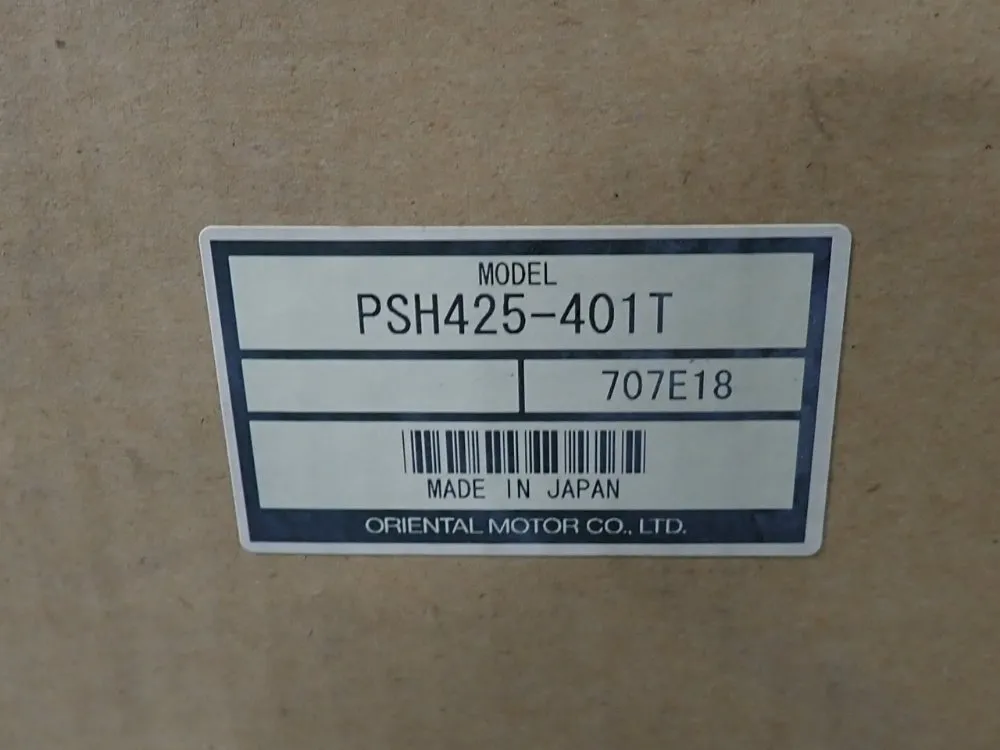 MODEL
PSH425-401T
707E18
MADE IN JAPAN
ORIENTAL MOTOR CO., LTD.